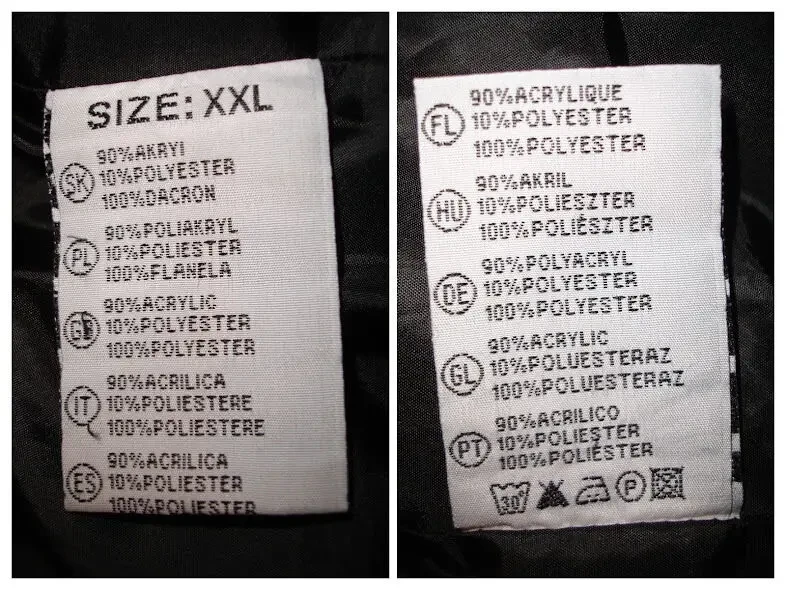 SIZE: XXL
90%AKRYI
SK 10%POLYESTER
100%DACRON
90%POLIAKRYL
PL 10%POLIESTER
100%FLANELA
90%ACRYLIC
GB 10%POLYESTER
100%POLYESTER
90%ACRILICA
IT 10%POLIESTERE
100%POLIESTERE
90%ACRILICA
ES 10%POLIESTER
100%POLIESTER
90%ACRYLIQUE
FL 10%POLYESTER
100%POLYESTER
90%AKRIL
HU 10%POLIESZTER
100%POLIÉSZTER
90%POLYACRYL
DE 10%POLYESTER
100%POLYESTER
90%ACRYLIC
GL 10%POLUESTERAZ
100%POLUESTERAZ
90%ACRILICO
PT 10%POLIESTER
100%POLIÉSTER
30° P